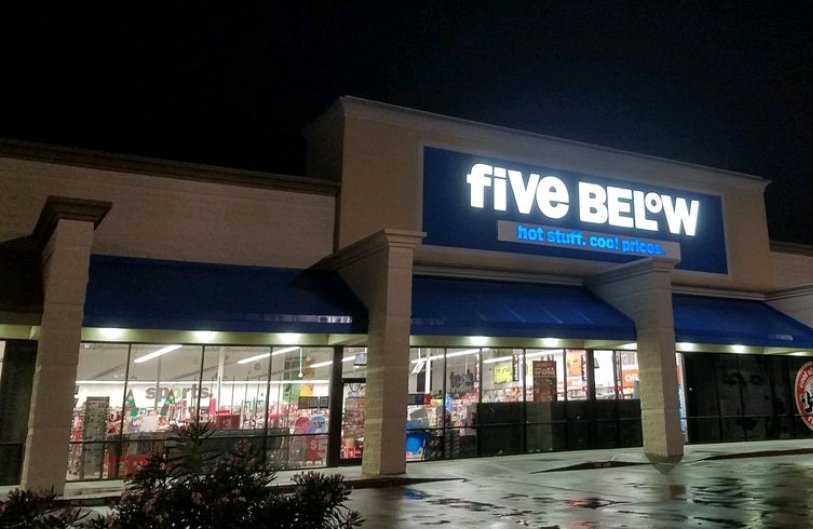 five BELOW
hot stuff. cool prices.
sports